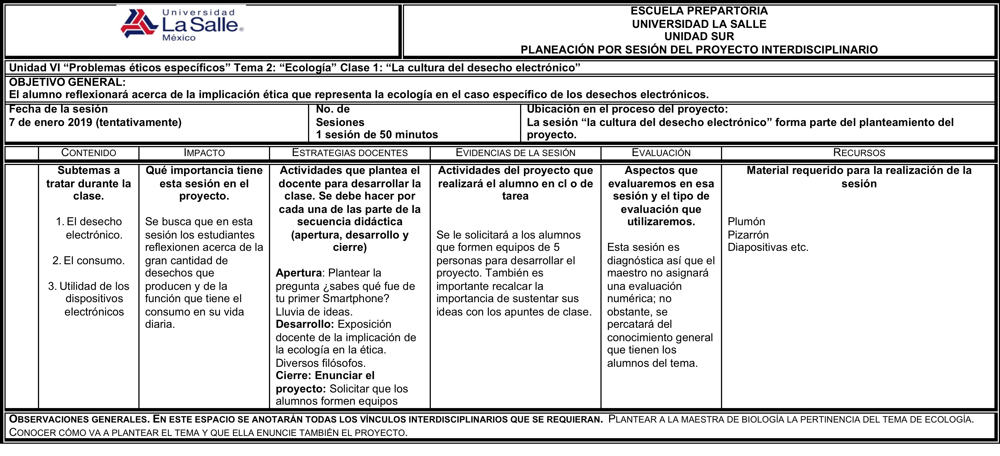 Universidad
La Salle®
México
ESCUELA PREPARTORIA
UNIVERSIDAD LA SALLE
UNIDAD SUR
PLANEACIÓN POR SESIÓN DEL PROYECTO INTERDISCIPLINARIO
Unidad VI “Problemas éticos específicos” Tema 2: “Ecología” Clase 1: “La cultura del desecho electrónico”
OBJETIVO GENERAL:
El alumno reflexionará acerca de la implicación ética que representa la ecología en el caso específico de los desechos electrónicos.
Fecha de la sesión
7 de enero 2019 (tentativamente)
No. de
Sesiones
1 sesión de 50 minutos
Ubicación en el proceso del proyecto:
La sesión “la cultura del desecho electrónico” forma parte del planteamiento del
proyecto.
CONTENIDO
IMPACTO
ESTRATEGIAS DOCENTES
EVIDENCIAS DE LA SESIÓN
EVALUACIÓN
RECURSOS
Subtemas a
tratar durante la
clase.
1. El desecho
electrónico.
2. El consumo.
3. Utilidad de los
dispositivos
electrónicos
Qué importancia tiene
esta sesión en el
proyecto.
Se busca que en esta
sesión los estudiantes
reflexionen acerca de la
gran cantidad de
desechos que
producen y de la
función que tiene el
consumo en su vida
diaria.
Actividades que plantea el
docente para desarrollar la
clase. Se debe hacer por
cada una de las parte de la
secuencia didáctica
(apertura, desarrollo y
cierre)
Apertura: Plantear la
pregunta ¿sabes qué fue de
tu primer Smartphone?
Lluvia de ideas.
Desarrollo: Exposición
docente de la implicación de
la ecología en la ética.
Diversos filósofos.
Cierre: Enunciar el
proyecto: Solicitar que los
alumnos formen equipos
Actividades del proyecto que
realizará el alumno en cl o de
tarea
Se le solicitará a los alumnos
que formen equipos de 5
personas para desarrollar el
proyecto. También es
importante recalcar la
importancia de sustentar sus
ideas con los apuntes de clase.
Aspectos que
evaluaremos en esa
sesión y el tipo de
evaluación que
utilizaremos.
Esta sesión es
diagnóstica así que el
maestro no asignará
una evaluación
numérica; no
obstante, se
percatará del
conocimiento general
que tienen los
alumnos del tema.
Material requerido para la realización de la
sesión
Plumón
Pizarrón
Diapositivas etc.
OBSERVACIONES GENERALES. EN ESTE ESPACIO SE ANOTARÁN TODAS LOS VÍNCULOS INTERDISCIPLINARIOS QUE SE REQUIERAN. PLANTEAR A LA MAESTRA DE BIOLOGÍA LA PERTINENCIA DEL TEMA DE ECOLOGÍA.
CONOCER CÓMO VA A PLANTEAR EL TEMA Y QUE ELLA ENUNCIE TAMBIÉN EL PROYECTO.